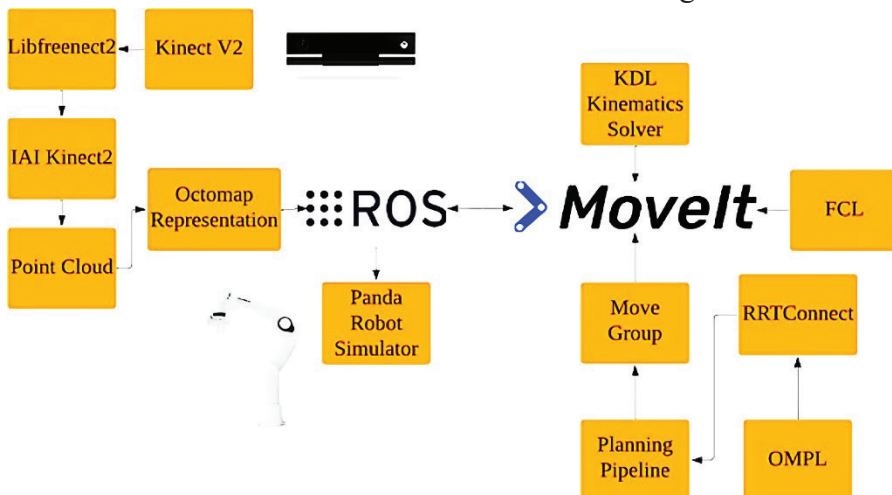 Libfreenect2
Kinect V2
KDL
Kinematics
Solver
IAI Kinect2
Octomap
Representation
ROS
MoveIt
FCL
Point Cloud
Panda
Robot
Simulator
Move
Group
RRTConnect
Planning
Pipeline
OMPL